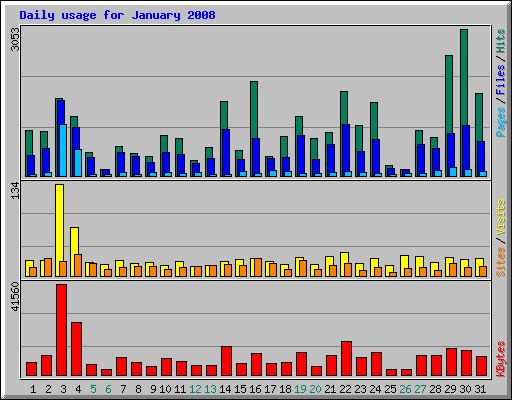 Daily usage for January 2008
3053
Pages / Files / Hits
134
Sites / Visits
41560
KBytes
1 2 3 4 5 6 7 8 9 10 11 12 13 14 15 16 17 18 19 20 21 22 23 24 25 26 27 28 29 30 31